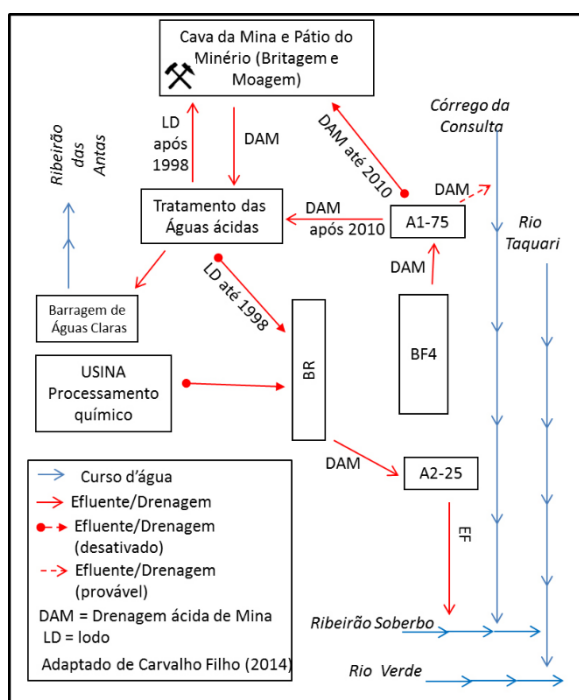 Cava da Mina e Pátio do
Minério (Britagem e
Moagem)
Córrego da
Consulta
Ribeirão
das
Antas
LD
após
1998
DAM
DAM até 2010
DAM
Rio
Taquari
Tratamento das
Águas ácidas
DAM
após 2010
A1-75
DAM
LD até 1998
Barragem de
Águas Claras
BR
BF4
USINA
Processamento
químico
DAM
A2-25
EF
Curso d'água
Efluente/Drenagem
Efluente/Drenagem
(desativado)
Efluente/Drenagem
(provável)
DAM = Drenagem ácida de Mina
LD = lodo
Adaptado de Carvalho Filho (2014)
Ribeirão Soberbo
Rio Verde